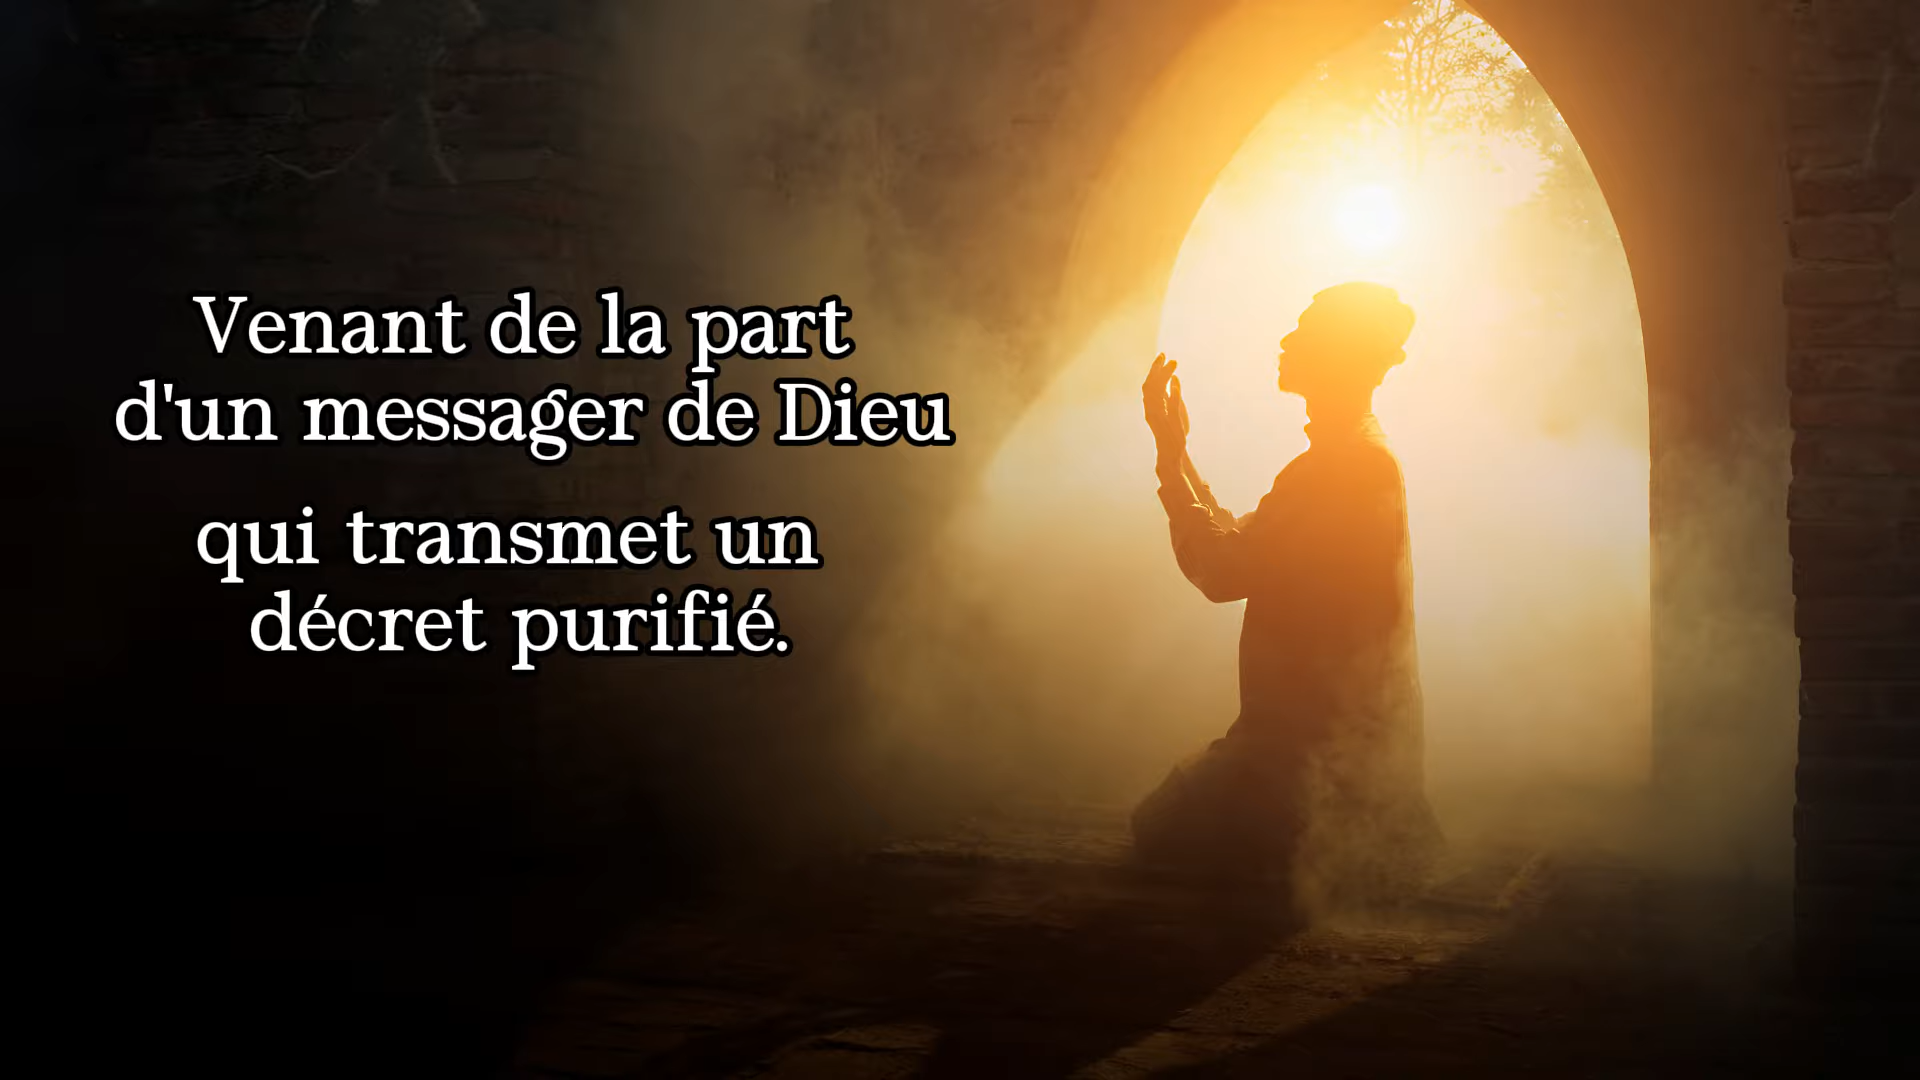 Venant de la part
d'un messager de Dieu
qui transmet un
décret purifié.